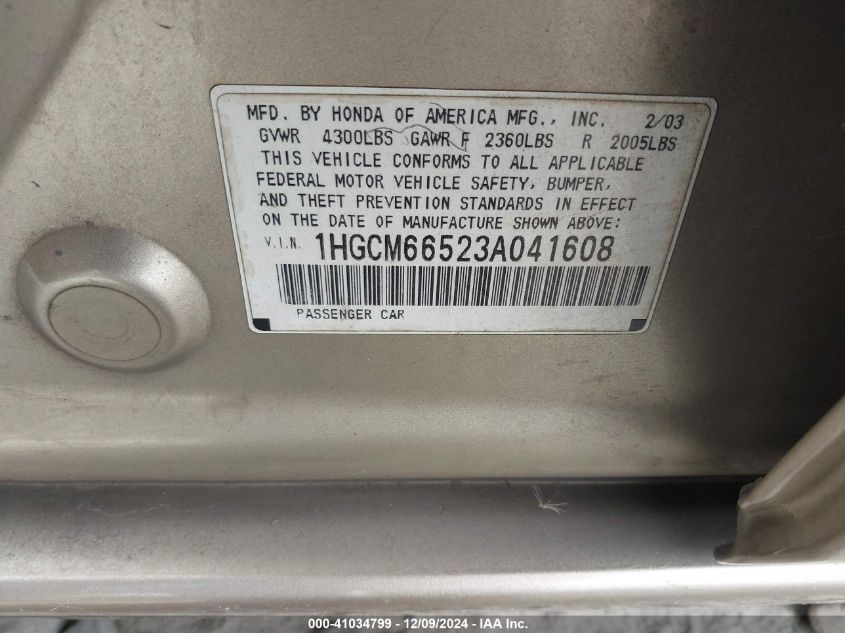 MFD. BY HONDA OF AMERICA MFG., INC. 2/03
GVWR 4300LBS GAWR F 2360LBS R 2005LBS
THIS VEHICLE CONFORMS TO ALL APPLICABLE
FEDERAL MOTOR VEHICLE SAFETY, BUMPER,
AND THEFT PREVENTION STANDARDS IN EFFECT
ON THE DATE OF MANUFACTURE SHOWN ABOVE:
V.I.N. 1HGCM66523A041608
PASSENGER CAR
000-41034799 - 12/09/2024 - IAA Inc.